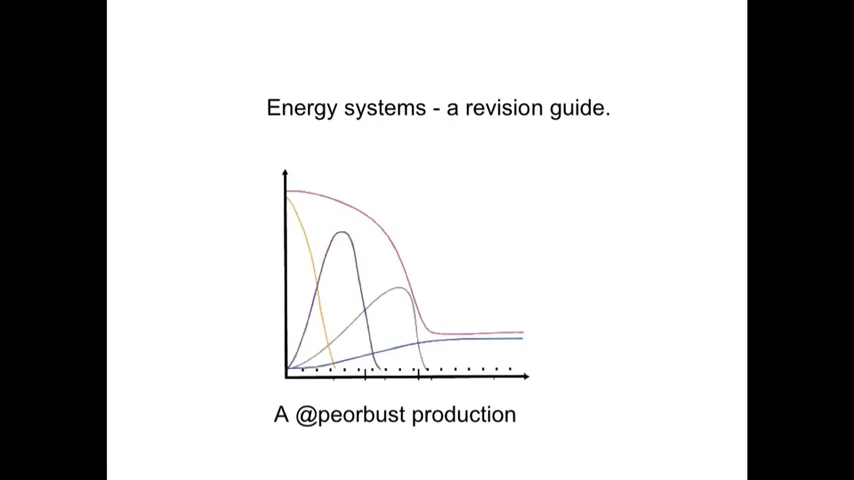 Energy systems - a revision guide.
A @peorbust production